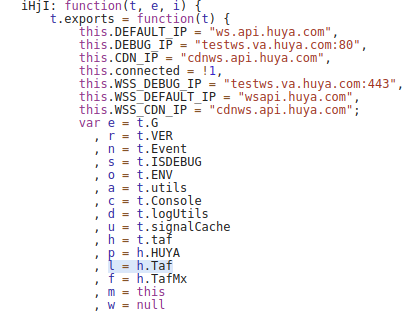 iHjI: function(t, e, i) {
t.exports = function(t) {
this.DEFAULT_IP = "ws.api.huya.com",
this.DEBUG_IP = "testws.va.huya.com:80",
this.CDN_IP = "cdnws.api.huya.com",
this.connected = !1,
this.WSS_DEBUG_IP = "testws.va.huya.com:443",
this.WSS_DEFAULT_IP = "wsapi.huya.com",
this.WSS_CDN_IP = "cdnws.api.huya.com";
var e = t.G
, r = t.VER
, n = t.Event
, s = t.ISDEBUG
, o = t.ENV
, a = t.utils
, c = t.Console
, d = t.logUtils
, u = t.signalCache
, h = t.taf
, p = h.HUYA
, l = h.Taf
, f = h.TafMx
, m = this
, w = null